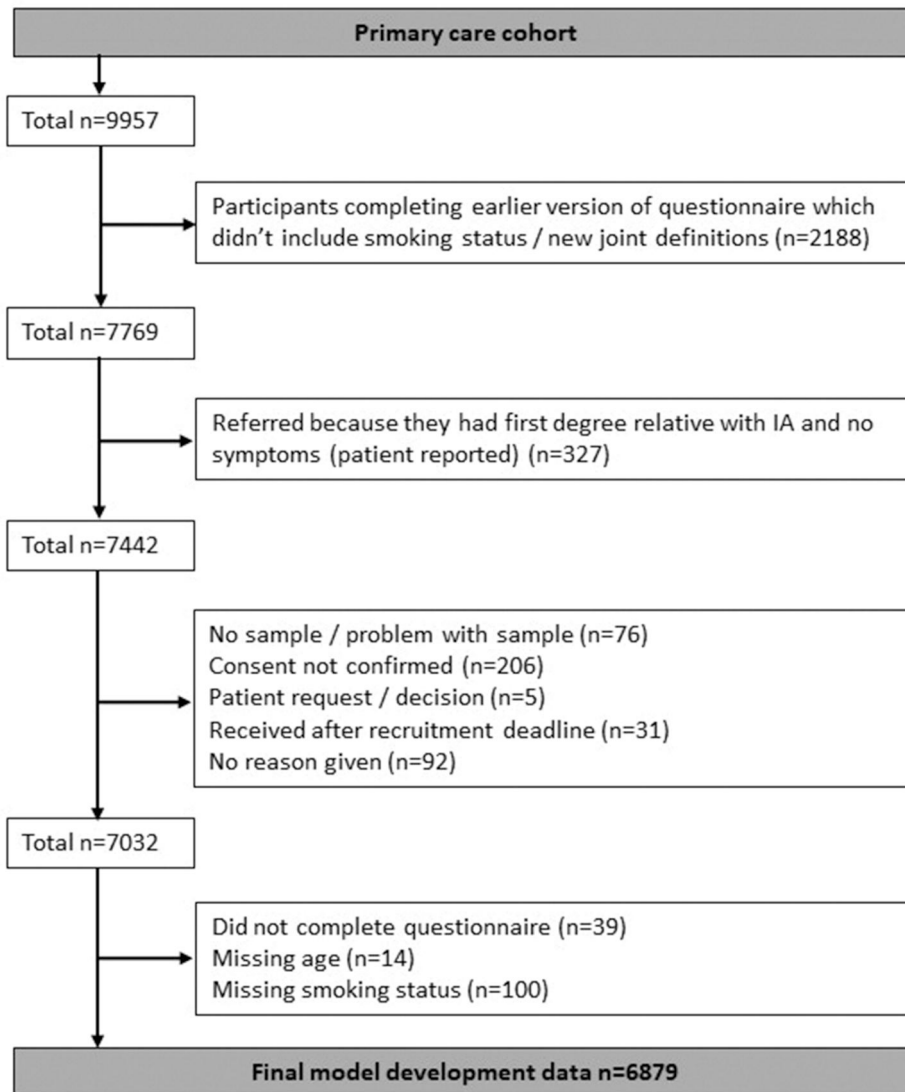 Primary care cohort
Total n=9957
Participants completing earlier version of questionnaire which
didn't include smoking status / new joint definitions (n=2188)
Total n=7769
Referred because they had first degree relative with IA and no
symptoms (patient reported) (n=327)
Total n=7442
No sample / problem with sample (n=76)
Consent not confirmed (n=206)
Patient request / decision (n=5)
Received after recruitment deadline (n=31)
No reason given (n=92)
Total n=7032
Did not complete questionnaire (n=39)
Missing age (n=14)
Missing smoking status (n=100)
Final model development data n=6879